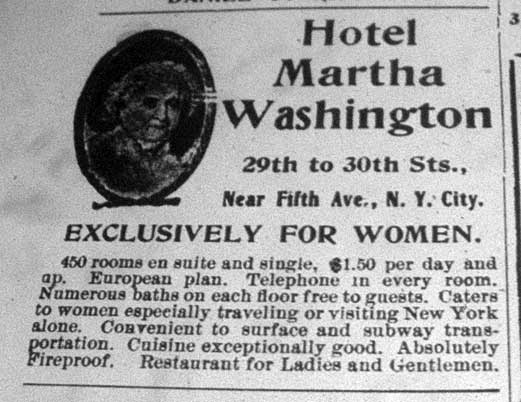 Hotel
Martha
Washington
29th to 30th Sts.,
Near Fifth Ave., N. Y. City.
EXCLUSIVELY FOR WOMEN.
450 rooms en suite and single, $1.50 per day and
up. European plan. Telephone in every room.
Numerous baths on each floor free to guests. Caters
to women especially traveling or visiting New York
alone. Convenient to surface and subway trans-
portation. Cuisine exceptionally good. Absolutely
Fireproof. Restaurant for Ladies and Gentlemen.
3